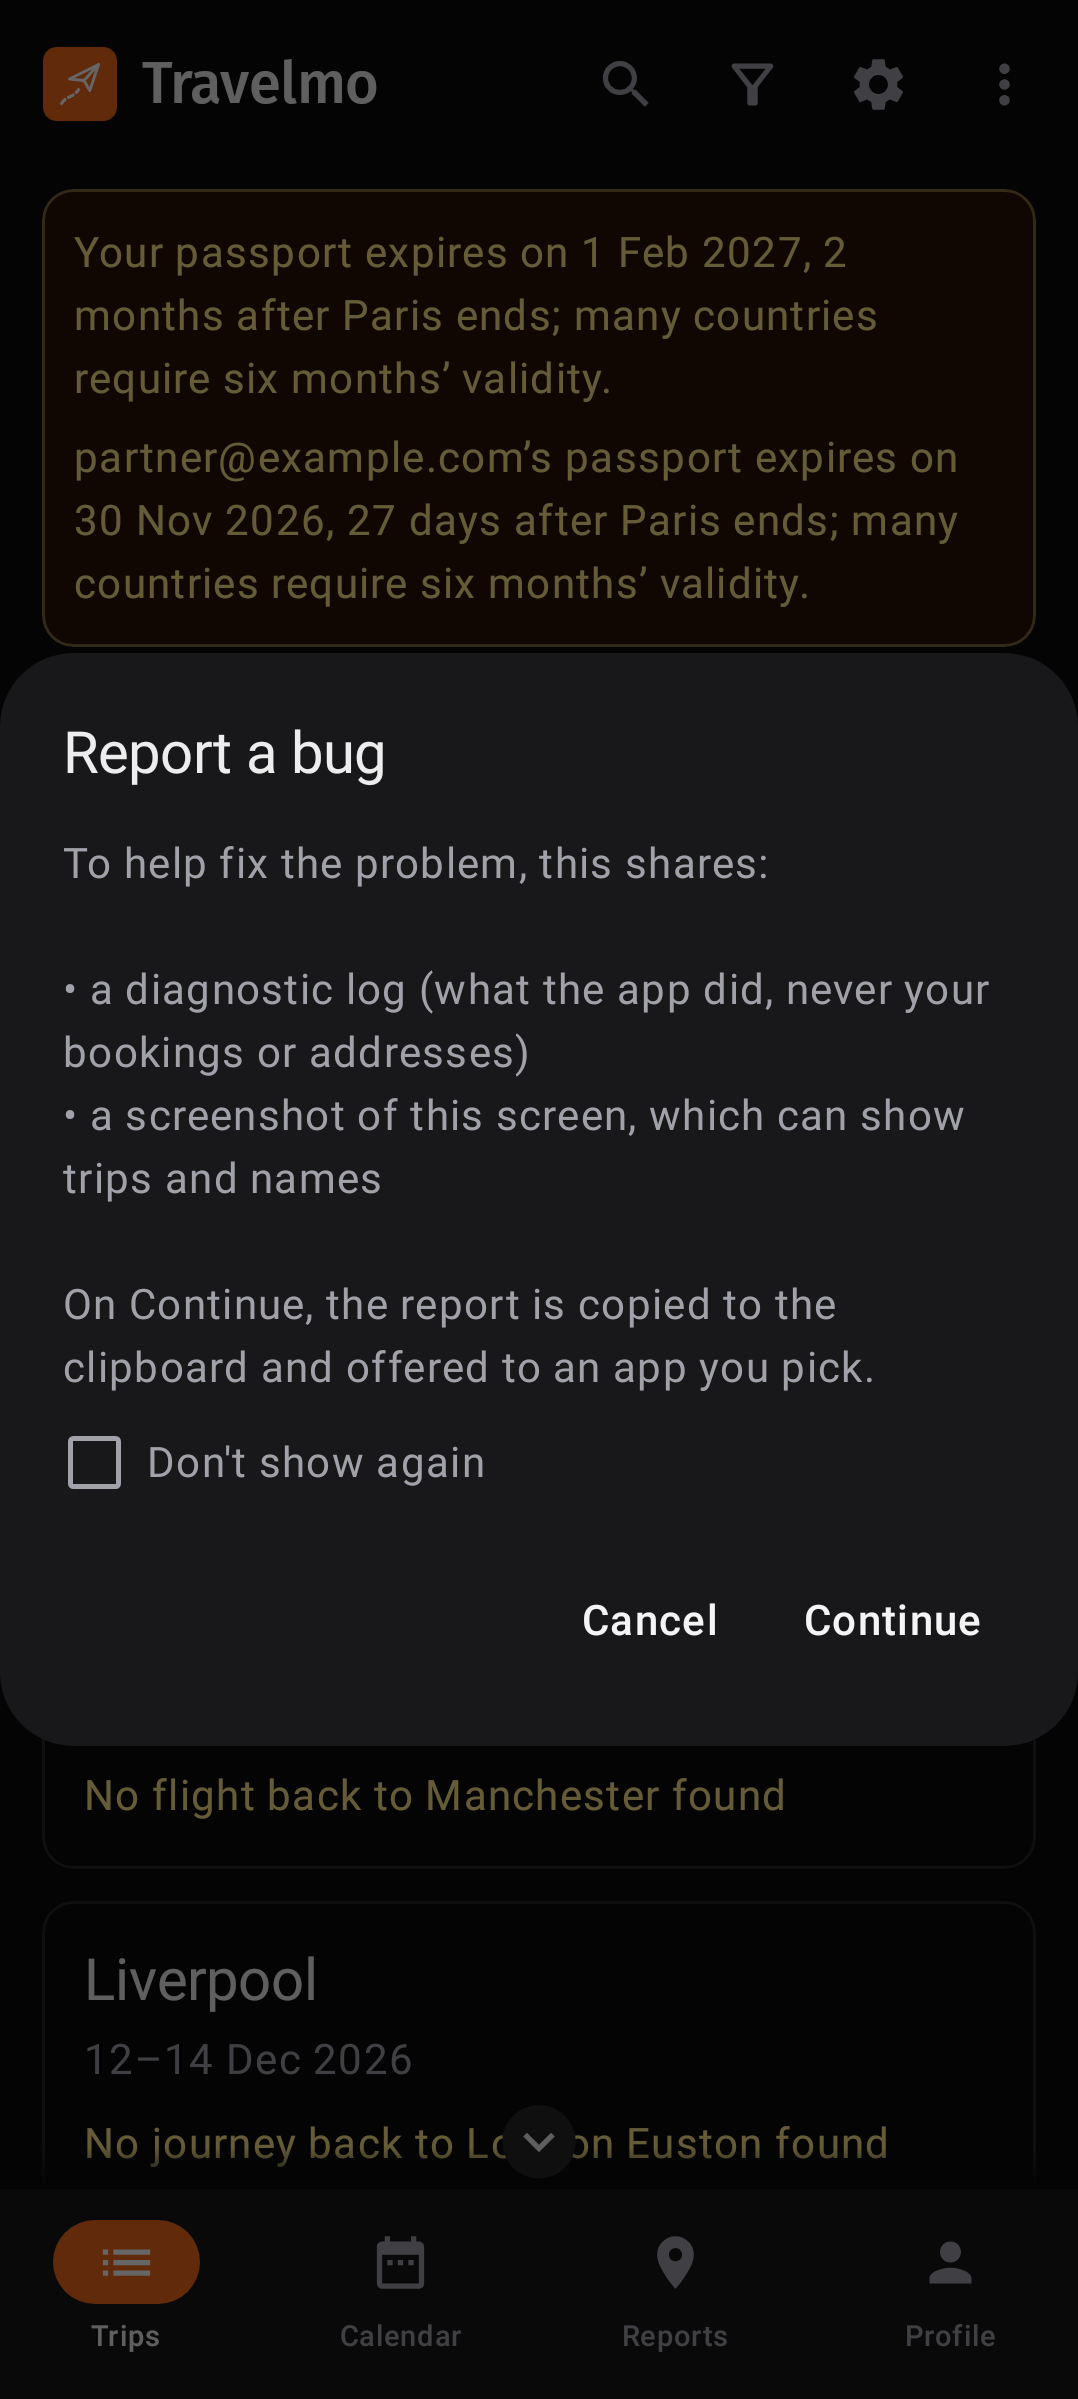 Travelmo
Your passport expires on 1 Feb 2027, 2
months after Paris ends; many countries
require six months’ validity.
partner@example.com’s passport expires on
30 Nov 2026, 27 days after Paris ends; many
countries require six months’ validity.
Report a bug
To help fix the problem, this shares:
• a diagnostic log (what the app did, never your
bookings or addresses)
• a screenshot of this screen, which can show
trips and names
On Continue, the report is copied to the
clipboard and offered to an app you pick.
Don't show again
Cancel Continue
No flight back to Manchester found
Liverpool
12–14 Dec 2026
No journey back to Euston found
Trips Calendar Reports Profile